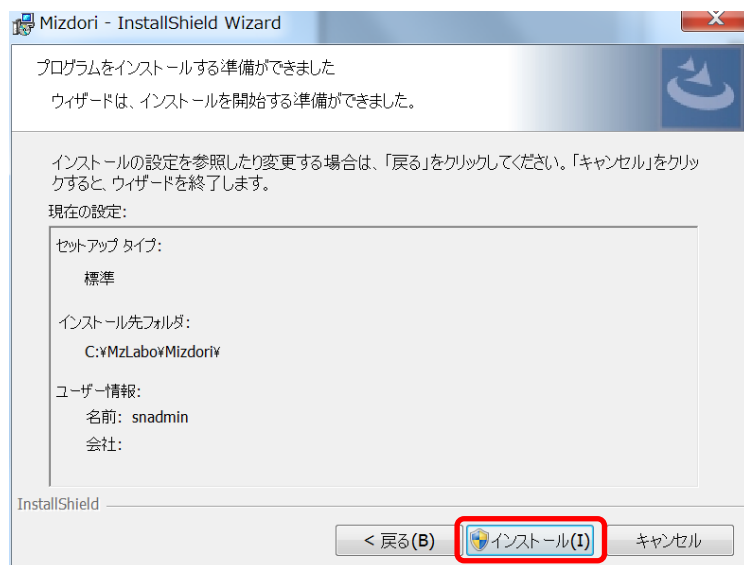 Mizdori - InstallShield Wizard
プログラムをインストールする準備ができました
ウィザードは、インストールを開始する準備ができました。
インストールの設定を参照したり変更する場合は、「戻る」をクリックしてください。「キャンセル」をクリッ
クすると、ウィザードを終了します。
現在の設定:
セットアップ タイプ:
標準
インストール先フォルダ:
C:¥MzLabo¥Mizdori¥
ユーザー情報:
名前: snadmin
会社:
InstallShield
< 戻る(B) インストール(I) キャンセル